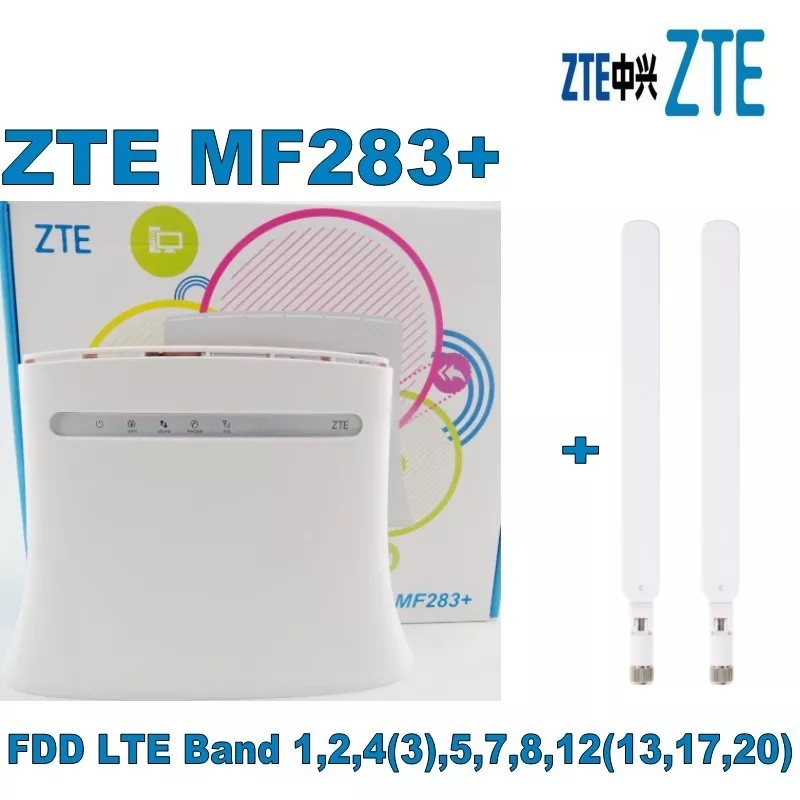 ZTE中兴 ZTE
ZTE MF283+
ZTE
ZTE
MF283+
FDD LTE Band 1,2,4(3),5,7,8,12(13,17,20)